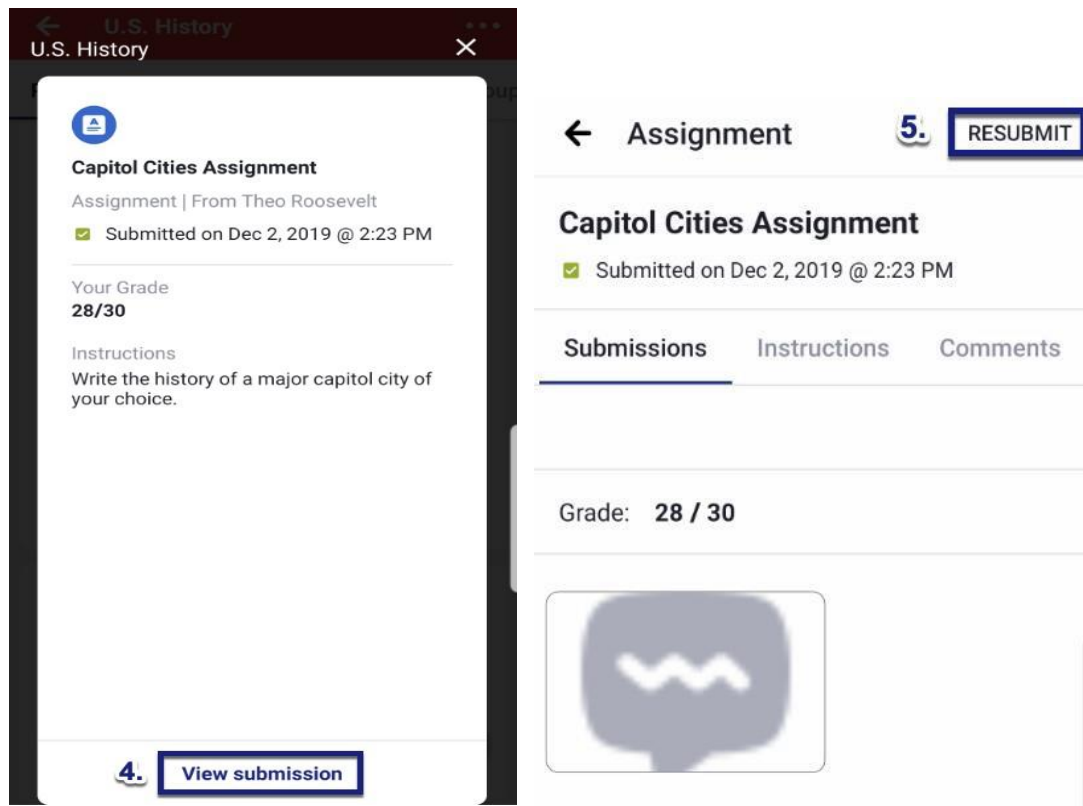 U.S. History
U.S. History
Capitol Cities Assignment
Assignment | From Theo Roosevelt
Submitted on Dec 2, 2019 @ 2:23 PM
Your Grade
28/30
Instructions
Write the history of a major capitol city of
your choice.
4. View submission
Assignment
5. RESUBMIT
Capitol Cities Assignment
Submitted on Dec 2, 2019 @ 2:23 PM
Submissions Instructions Comments
Grade: 28 / 30